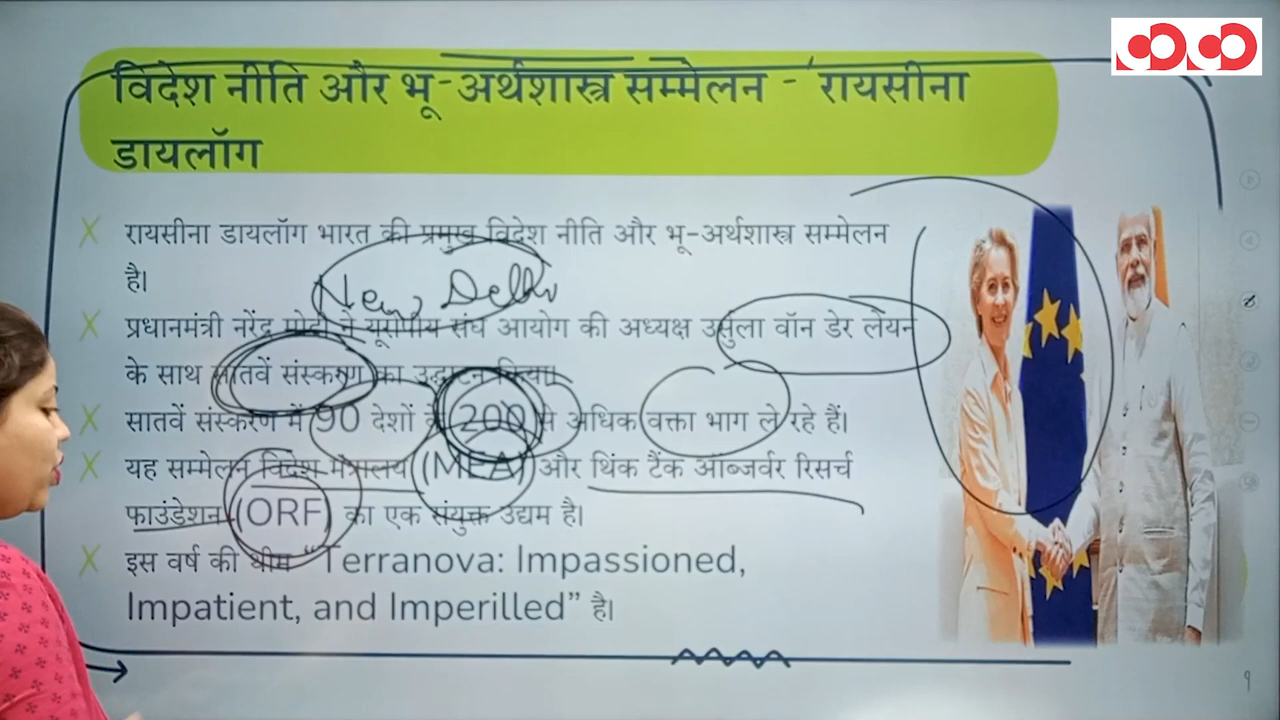 विदेश नीति और भू-अर्थशास्त्र सम्मेलन - 'रायसीना
डायलॉग
रायसीना डायलॉग भारत की प्रमुख विदेश नीति और भू-अर्थशास्त्र सम्मेलन
है।
New Delhi
प्रधानमंत्री नरेंद्र मोदी ने यूरोपीय संघ आयोग की अध्यक्ष उर्सुला वॉन डेर लेयन
के साथ सातवें संस्करण का उद्घाटन किया।
सातवें संस्करण में 90 देशों के 200 से अधिक वक्ता भाग ले रहे हैं।
यह सम्मेलन विदेश मंत्रालय (MEA) और थिंक टैंक ऑब्जर्वर रिसर्च
फाउंडेशन (ORF) का एक संयुक्त उद्यम है।
इस वर्ष की थीम "Terranova: Impassioned,
Impatient, and Imperilled" है।
9